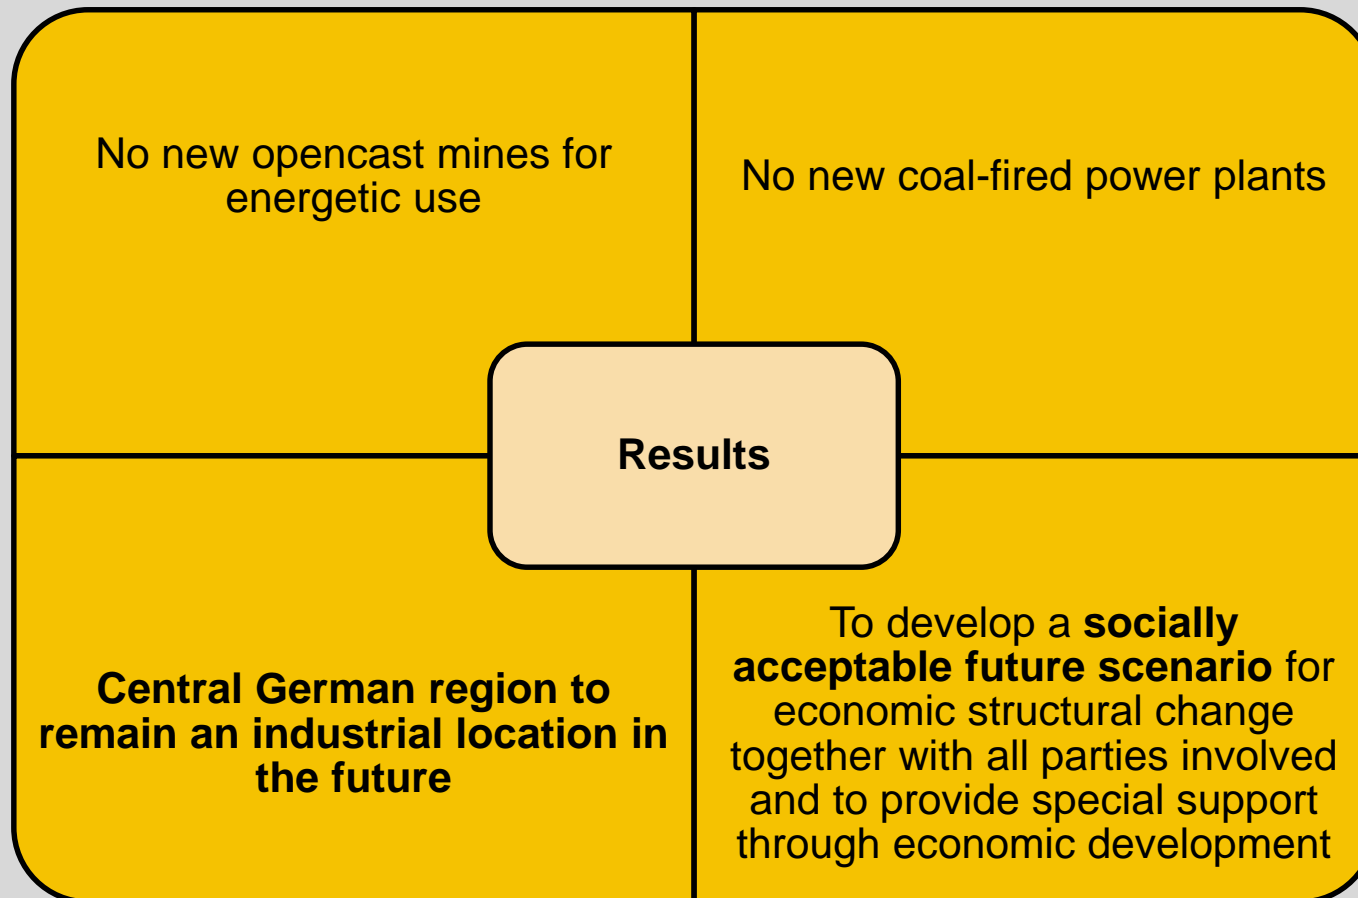 No new opencast mines for
energetic use
No new coal-fired power plants
Results
Central German region to
remain an industrial location in
the future
To develop a socially
acceptable future scenario for
economic structural change
together with all parties involved
and to provide special support
through economic development